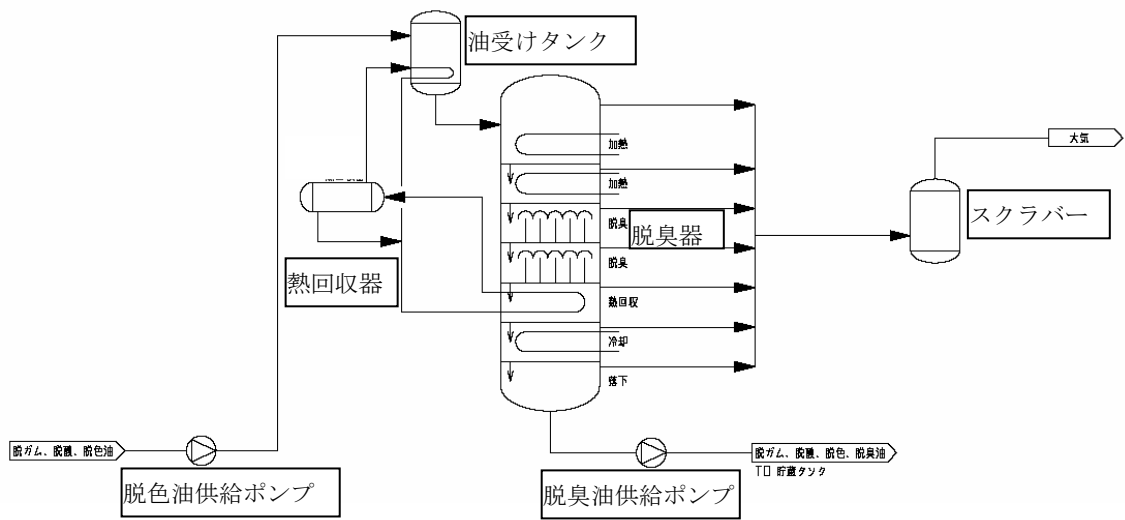 油受けタンク
加熱
大気
加熱
スクラバー
脱臭
脱臭器
脱臭
熱回収器
熱回収
冷却
落下
脱ガム、脱酸、脱色油
脱色油供給ポンプ
脱臭油供給ポンプ
脱ガム、脱酸、脱色、脱臭油
TO 貯蔵タンク